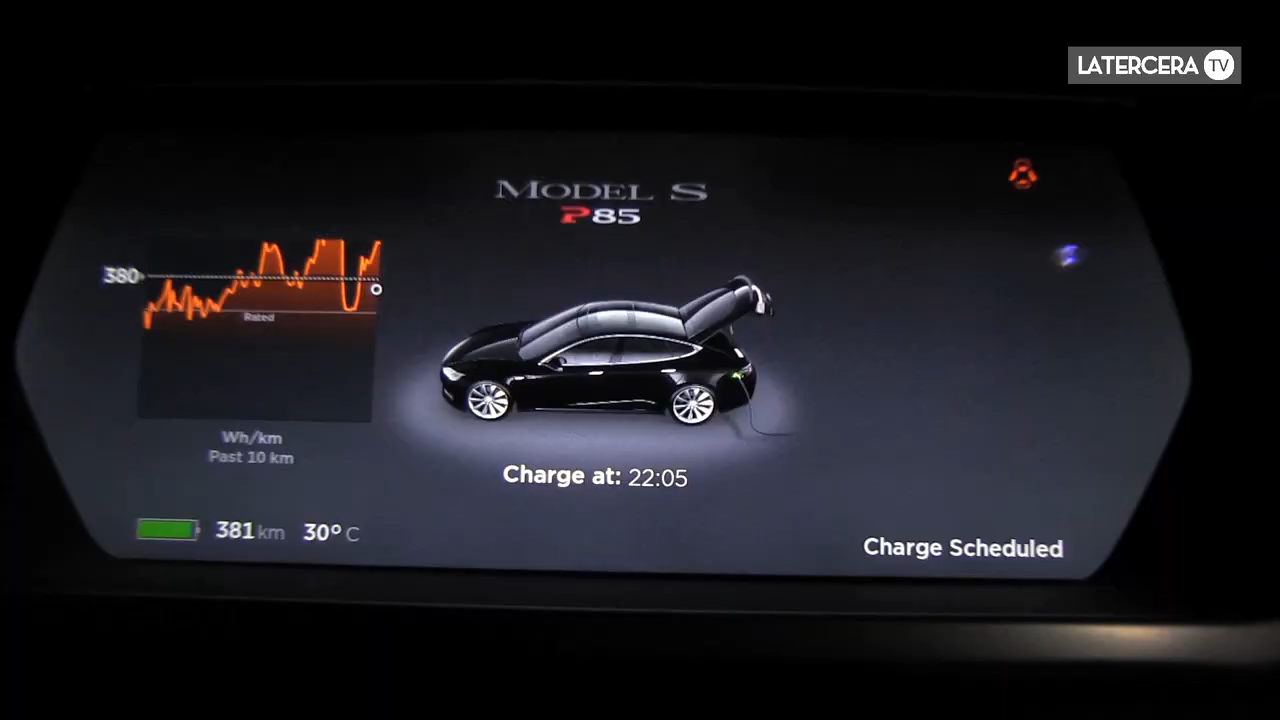 LATERCERA TV
MODEL S
P85
380
Rated
Wh/km
Past 10 km
Charge at: 22:05
381 km 30° C
Charge Scheduled